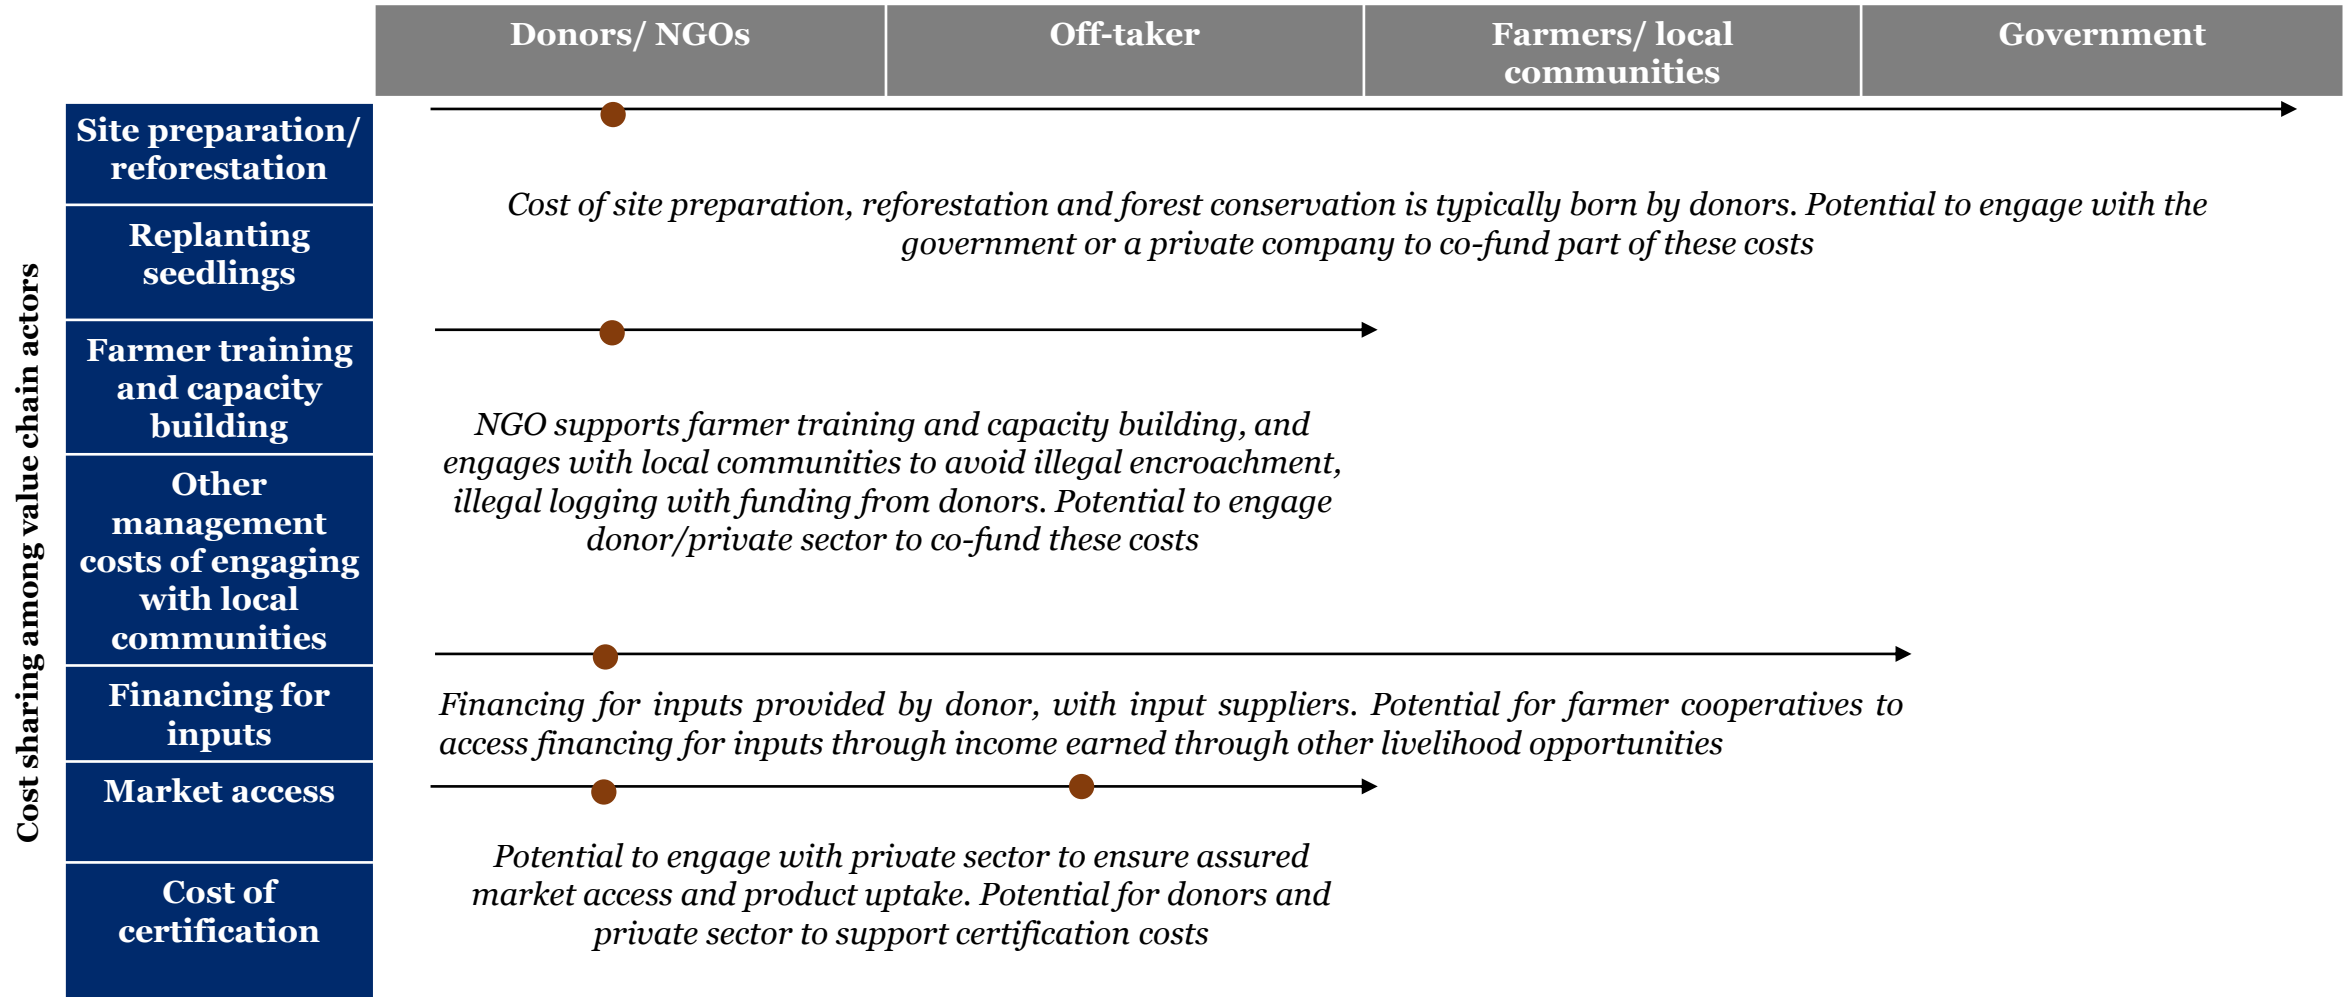 Donors/ NGOs
Off-taker
Farmers/ local
communities
Government
Cost sharing among value chain actors
Site preparation/
reforestation
Replanting
seedlings
Cost of site preparation, reforestation and forest conservation is typically born by donors. Potential to engage with the
government or a private company to co-fund part of these costs
Farmer training
and capacity
building
Other
management
costs of engaging
with local
communities
NGO supports farmer training and capacity building, and
engages with local communities to avoid illegal encroachment,
illegal logging with funding from donors. Potential to engage
donor/private sector to co-fund these costs
Financing for
inputs
Financing for inputs provided by donor, with input suppliers. Potential for farmer cooperatives to
access financing for inputs through income earned through other livelihood opportunities
Market access
Cost of
certification
Potential to engage with private sector to ensure assured
market access and product uptake. Potential for donors and
private sector to support certification costs